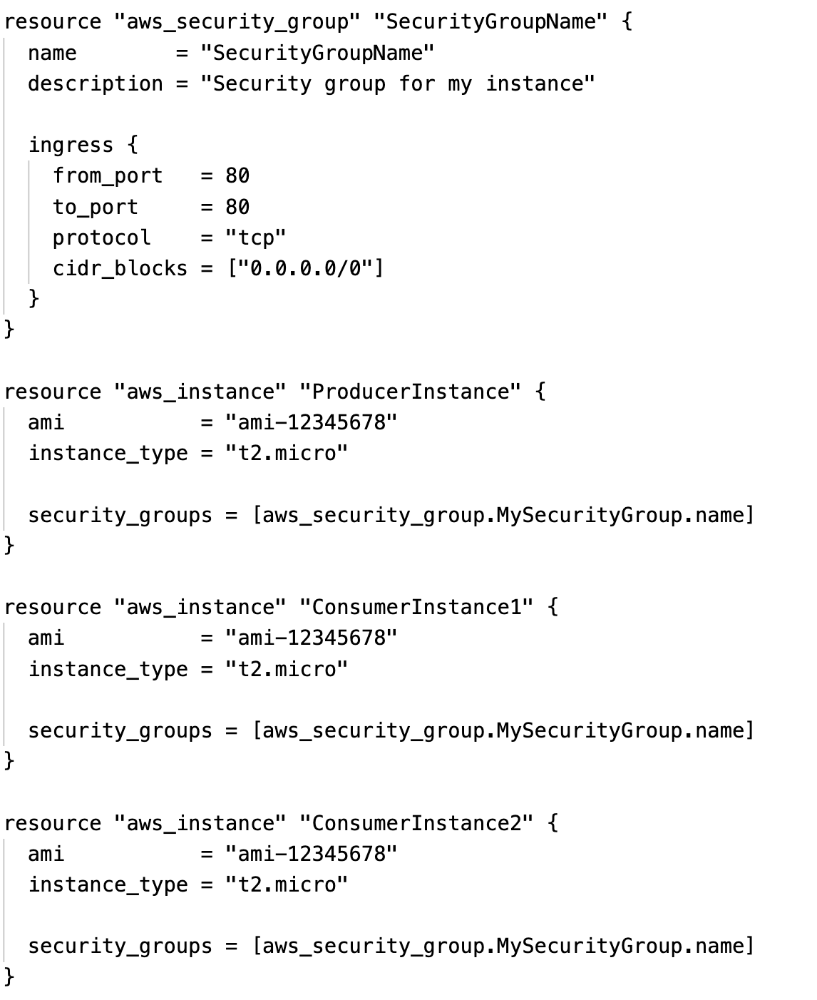 resource "aws_security_group" "SecurityGroupName" {
  name        = "SecurityGroupName"
  description = "Security group for my instance"

  ingress {
    from_port   = 80
    to_port     = 80
    protocol    = "tcp"
    cidr_blocks = ["0.0.0.0/0"]
  }
}

resource "aws_instance" "ProducerInstance" {
  ami           = "ami-12345678"
  instance_type = "t2.micro"

  security_groups = [aws_security_group.MySecurityGroup.name]
}

resource "aws_instance" "ConsumerInstance1" {
  ami           = "ami-12345678"
  instance_type = "t2.micro"

  security_groups = [aws_security_group.MySecurityGroup.name]
}

resource "aws_instance" "ConsumerInstance2" {
  ami           = "ami-12345678"
  instance_type = "t2.micro"

  security_groups = [aws_security_group.MySecurityGroup.name]
}